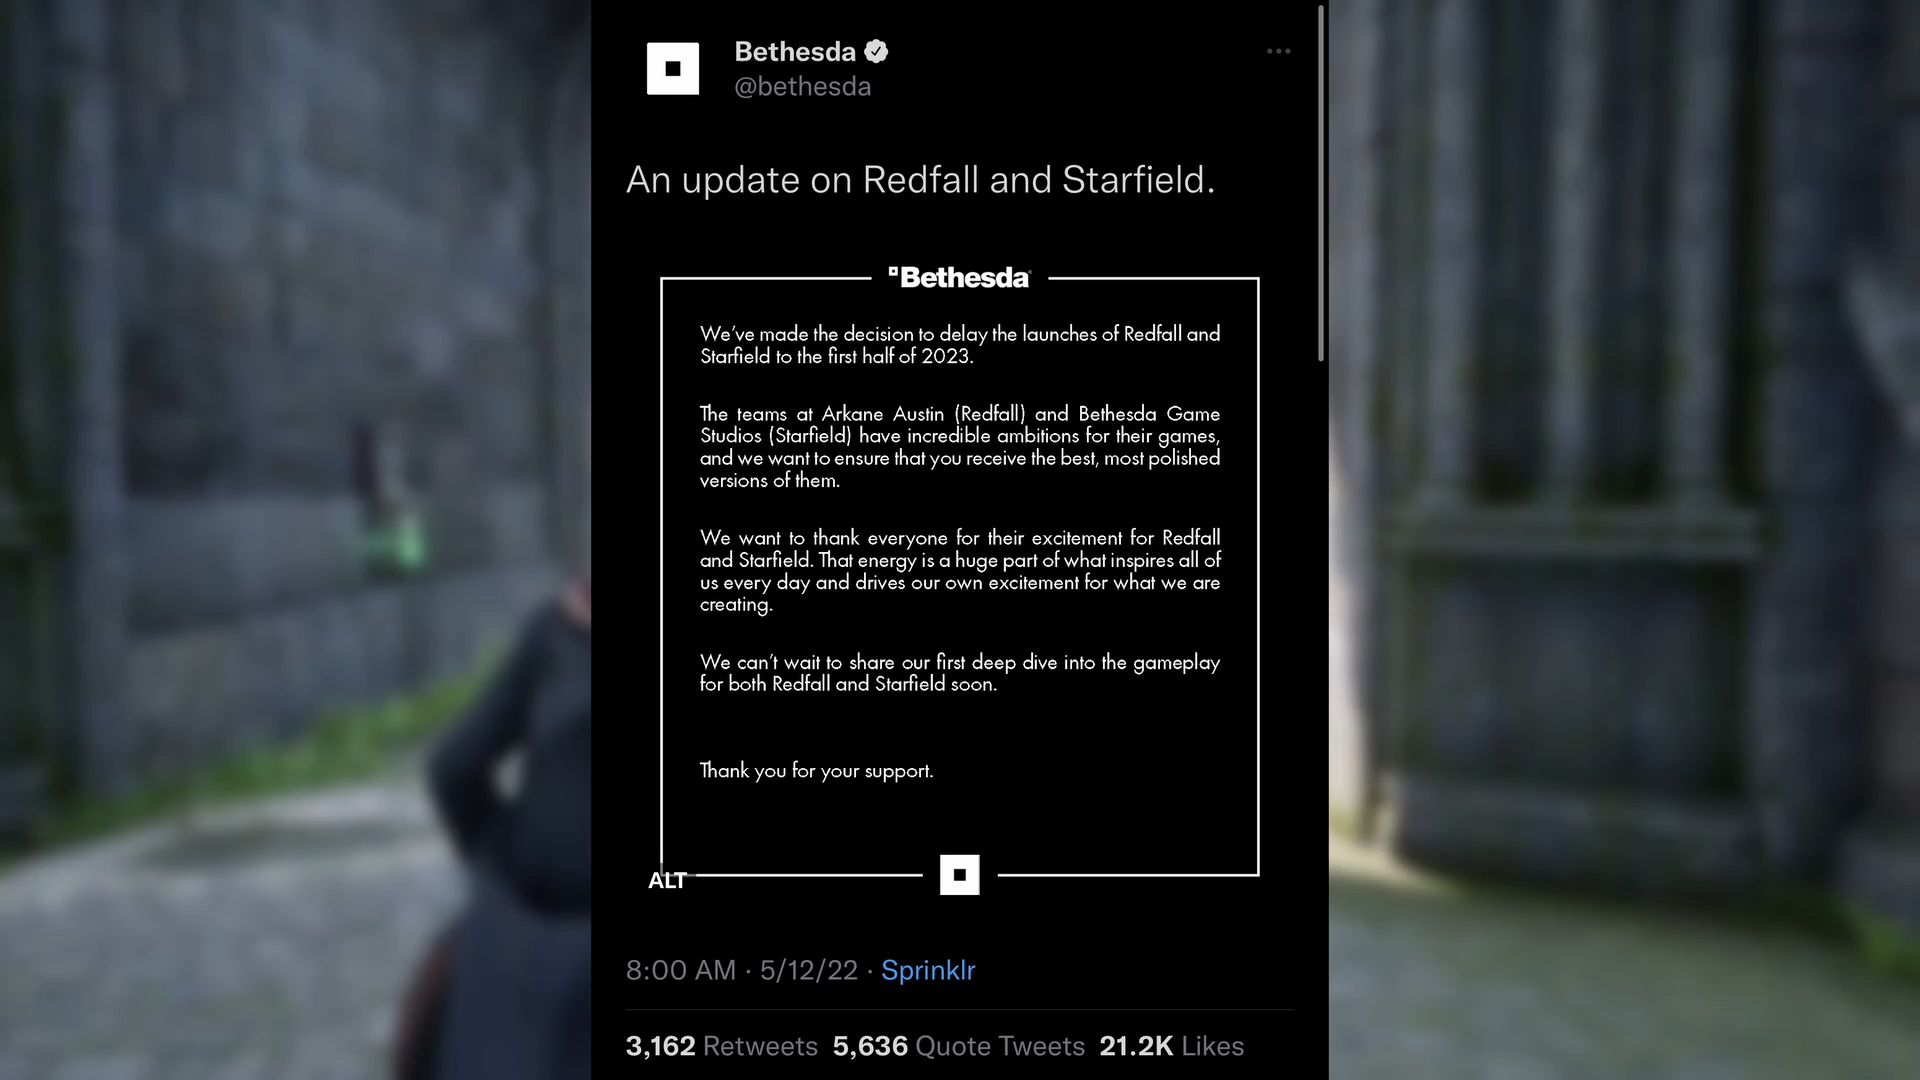 Bethesda
@bethesda
An update on Redfall and Starfield.
Bethesda
We've made the decision to delay the launches of Redfall and
Starfield to the first half of 2023.
The teams at Arkane Austin (Redfall) and Bethesda Game
Studios (Starfield) have incredible ambitions for their games,
and we want to ensure that you receive the best, most polished
versions of them.
We want to thank everyone for their excitement for Redfall
and Starfield. That energy is a huge part of what inspires all of
us every day and drives our own excitement for what we are
creating.
We can't wait to share our first deep dive into the gameplay
for both Redfall and Starfield soon.
Thank you for your support.
ALT
8:00 AM · 5/12/22 · Sprinklr
3,162 Retweets 5,636 Quote Tweets 21.2K Likes